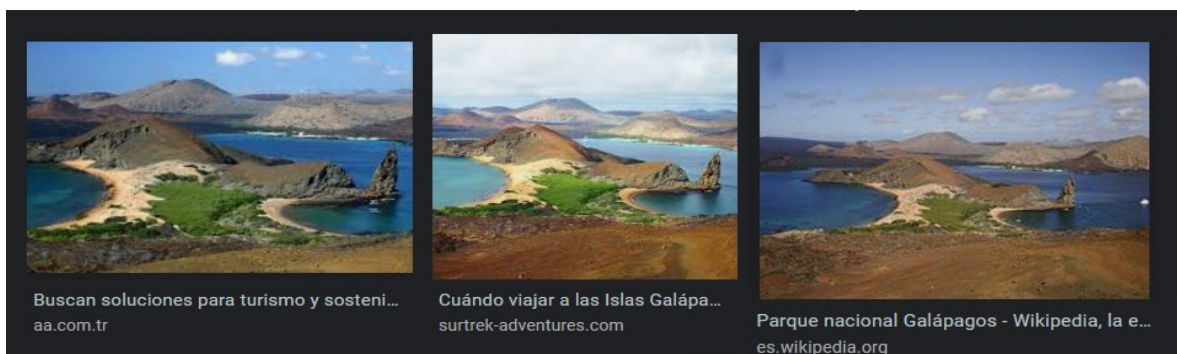 Buscan soluciones para turismo y sosteni...
aa.com.tr
Cuándo viajar a las Islas Galápa...
surtrek-adventures.com
Parque nacional Galápagos - Wikipedia, la e...
es.wikipedia.org